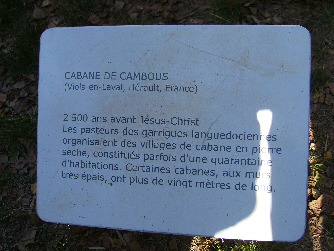 CABANE DE CAMBOUS
(Viols-en-Laval, Hérault, France)
2 500 ans avant Jésus-Christ
Les pasteurs des garrigues languedociennes
organisaient des villages de cabane en pierre
sèche, constitués parfois d'une quarantaine
d'habitations. Certaines cabanes, aux murs
très épais, ont plus de vingt mètres de long.